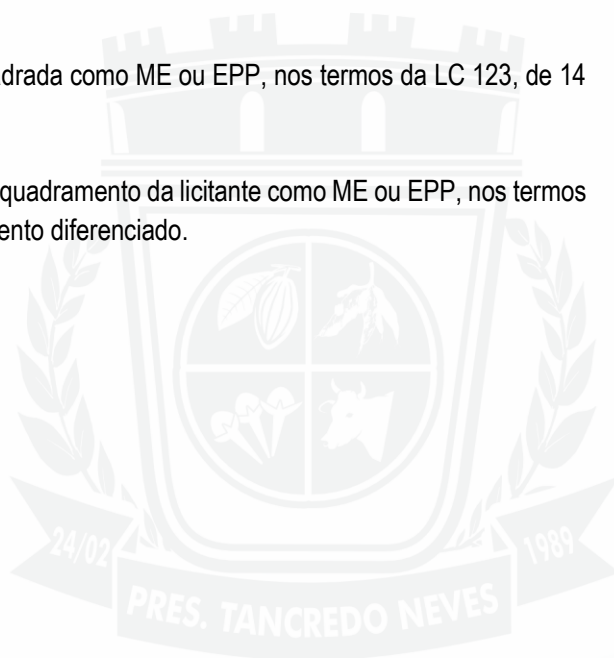 drada como ME ou EPP, nos termos da LC 123, de 14
quadramento da licitante como ME ou EPP, nos termos
ento diferenciado.
24/02
1989
PRES. TANCREDO NEVES